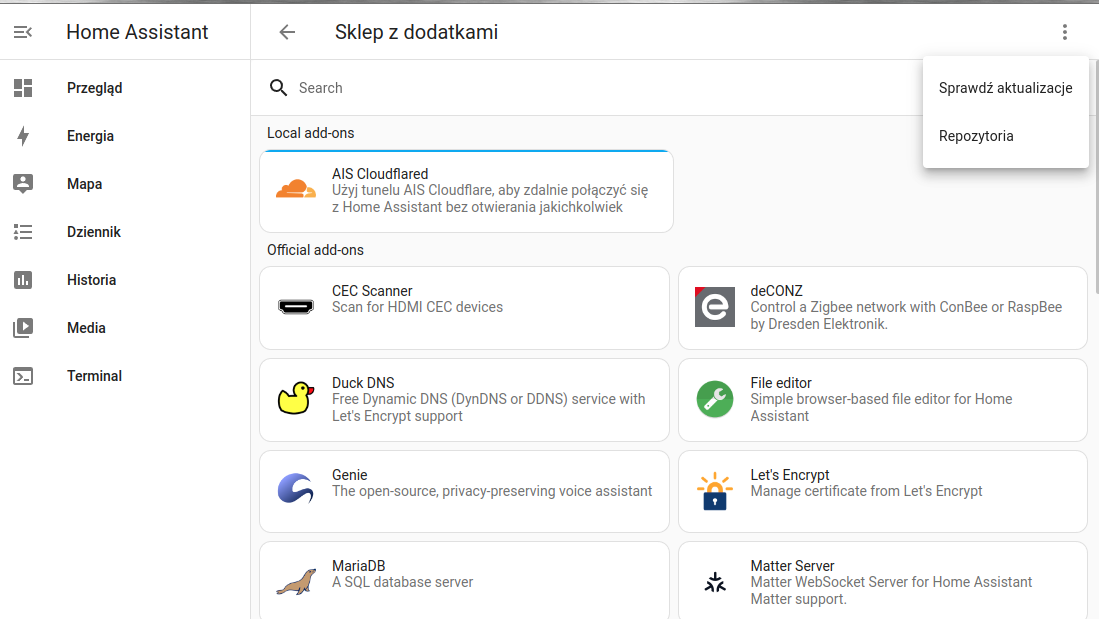 Home Assistant
Sklep z dodatkami
Przegląd
Energia
Mapa
Dziennik
Historia
Media
Terminal
Search
Sprawdź aktualizacje
Repozytoria
Local add-ons
AIS Cloudflared
Użyj tunelu AIS Cloudflare, aby zdalnie połączyć się
z Home Assistant bez otwierania jakichkolwiek
Official add-ons
CEC Scanner
Scan for HDMI CEC devices
deCONZ
Control a Zigbee network with ConBee or RaspBee
by Dresden Elektronik.
Duck DNS
Free Dynamic DNS (DynDNS or DDNS) service with
Let's Encrypt support
File editor
Simple browser-based file editor for Home
Assistant
Genie
The open-source, privacy-preserving voice assistant
Let's Encrypt
Manage certificate from Let's Encrypt
MariaDB
A SQL database server
Matter Server
Matter WebSocket Server for Home Assistant
Matter support.